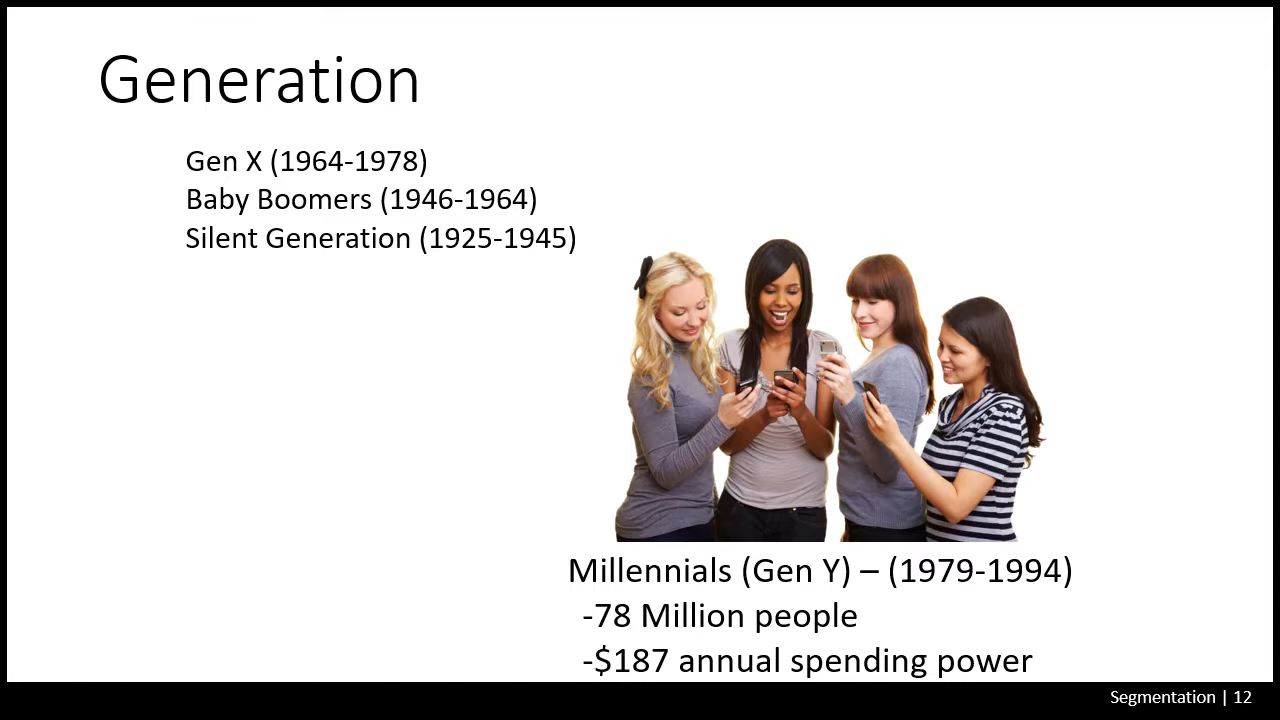 Generation
Gen X (1964-1978)
Baby Boomers (1946-1964)
Silent Generation (1925-1945)
Millennials (Gen Y) – (1979-1994)
-78 Million people
-$187 annual spending power
Segmentation | 12